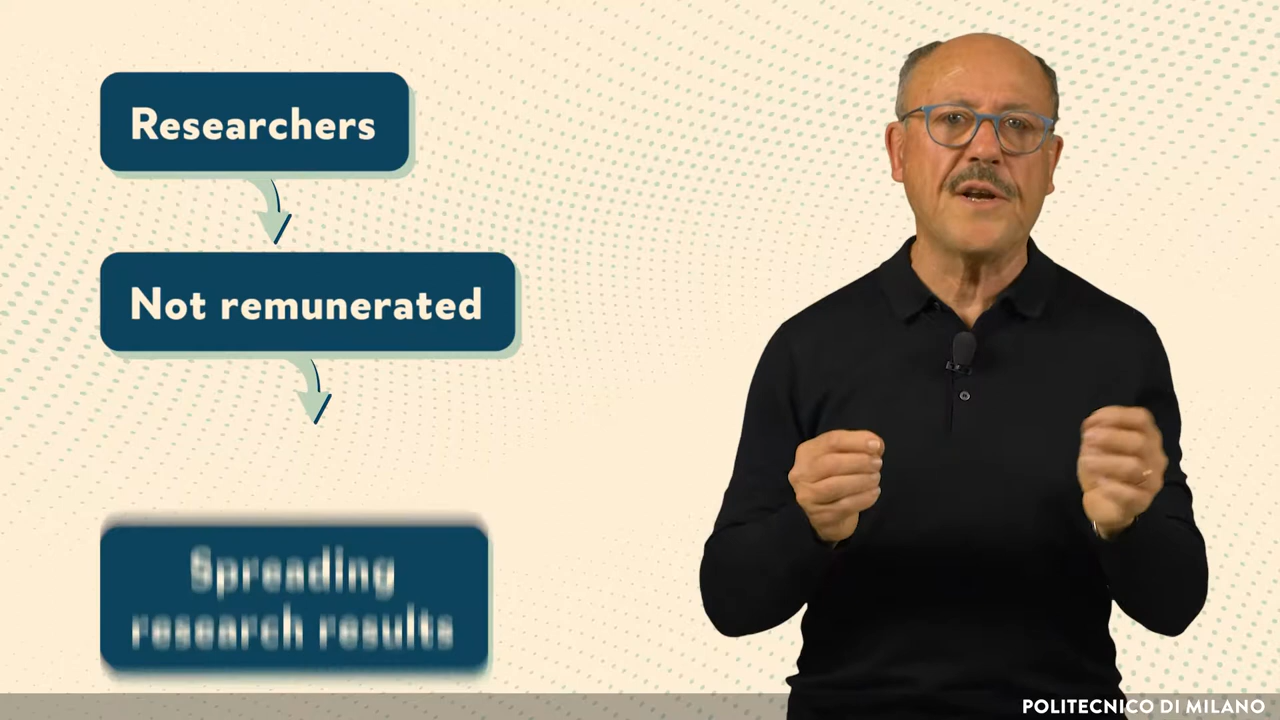 Researchers
Not remunerated
Spreading
research results
POLITECNICO DI MILANO